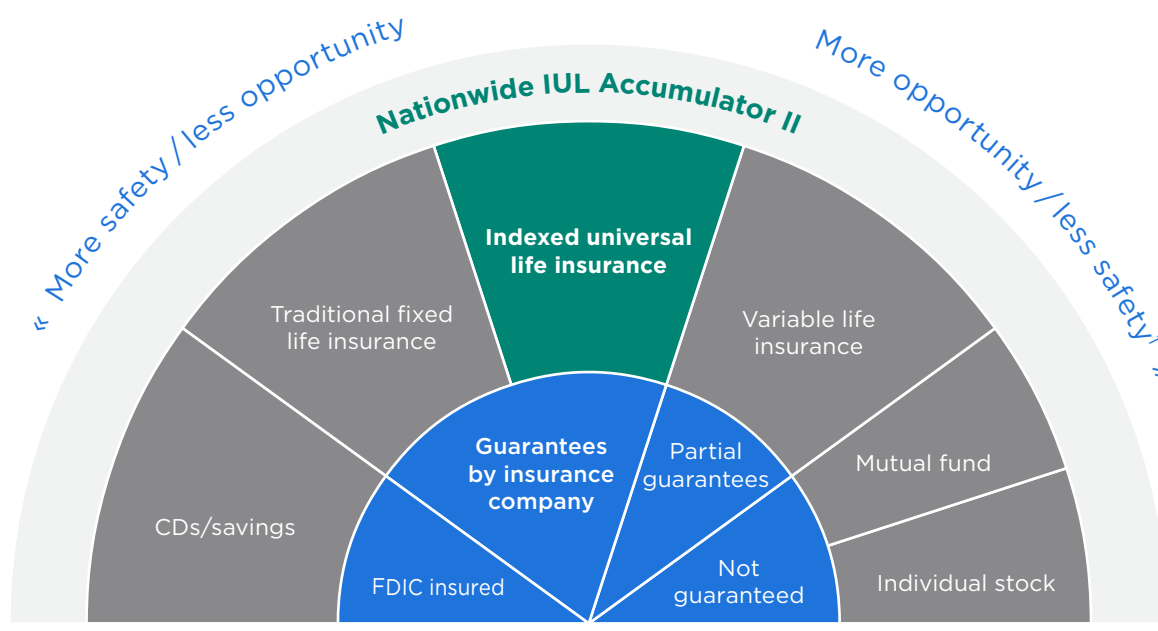 « More safety / less opportunity
More opportunity / less safety¹ »
Nationwide IUL Accumulator II
Indexed universal
life insurance
Traditional fixed
life insurance
Variable life
insurance
CDs/savings
Mutual fund
Individual stock
Guarantees
by insurance
company
Partial
guarantees
FDIC insured
Not
guaranteed